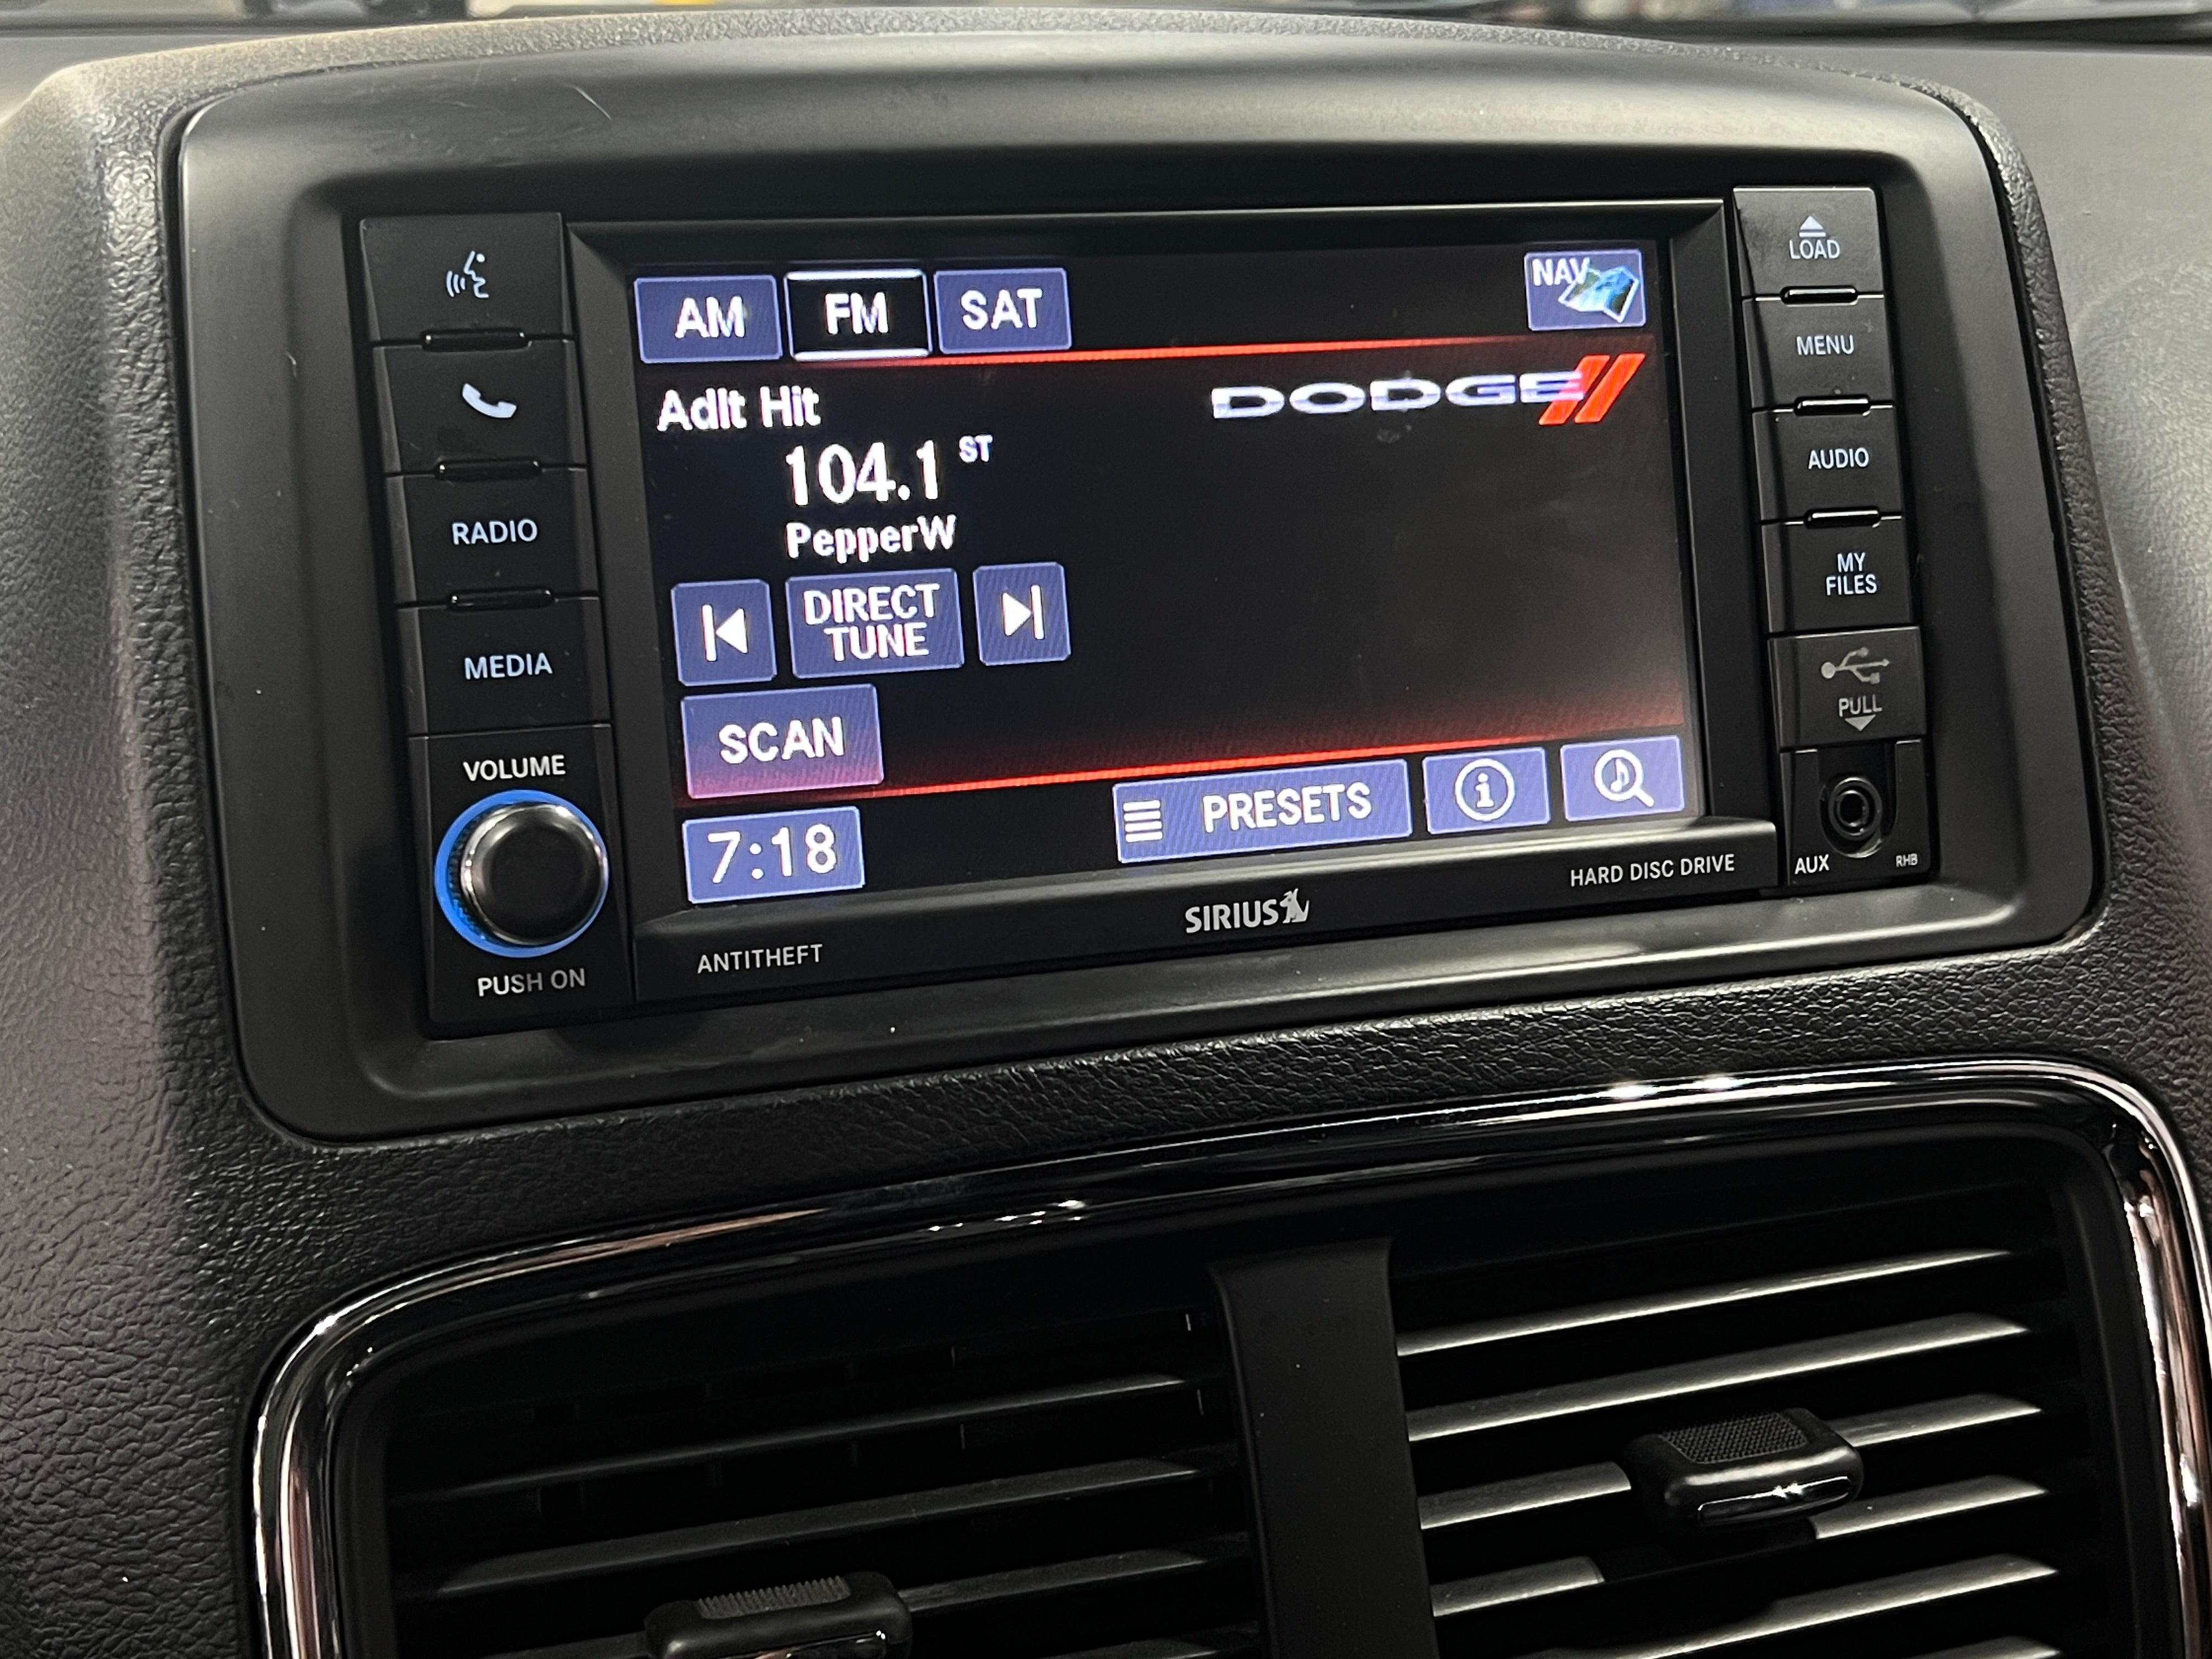 AM FM SAT NAV
Adlt Hit
DODGE
104.1 ST
PepperW
DIRECT
TUNE
SCAN
7:18
PRESETS
i
RADIO
MEDIA
VOLUME
PUSH ON
LOAD
MENU
AUDIO
MY
FILES
PULL
AUX
RHB
ANTITHEFT
SIRIUS
HARD DISC DRIVE